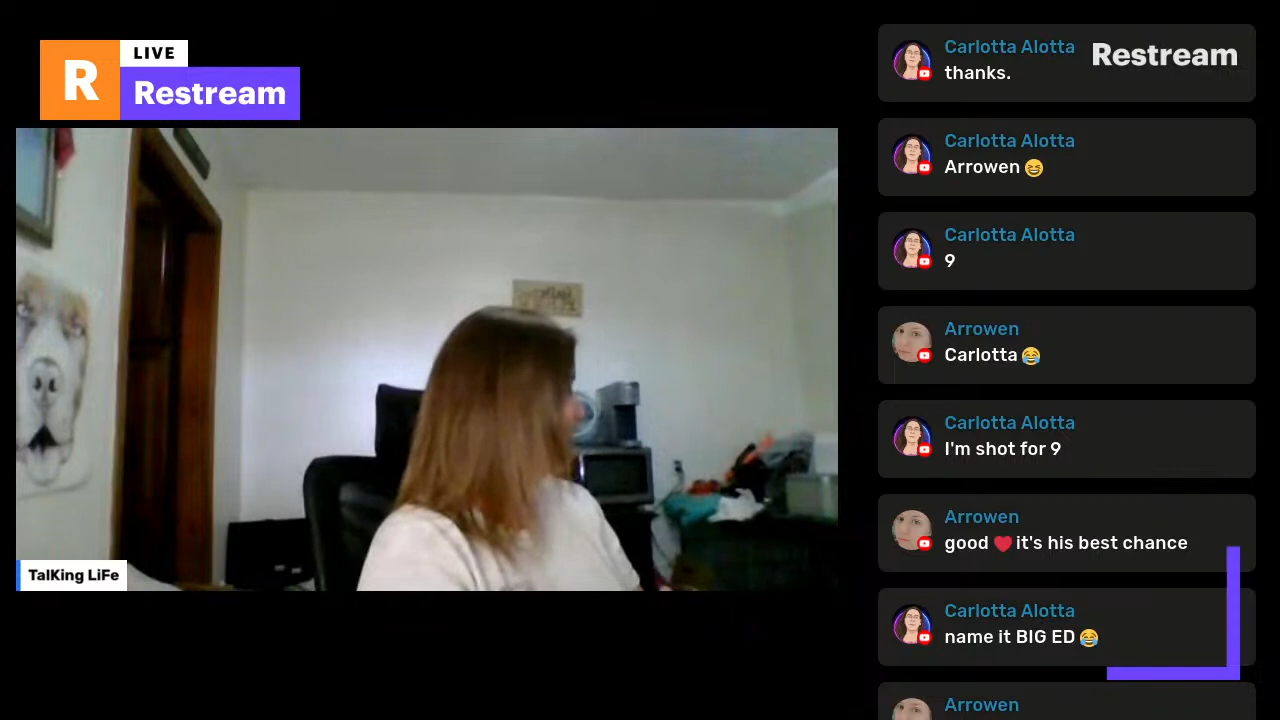 R
LIVE
Restream
TalKing LiFe
Restream
Carlotta Alotta
thanks.
Carlotta Alotta
Arrowen 😆
Carlotta Alotta
9
Arrowen
Carlotta 😂
Carlotta Alotta
I'm shot for 9
Arrowen
good ❤️ it's his best chance
Carlotta Alotta
name it BIG ED 😂
Arrowen